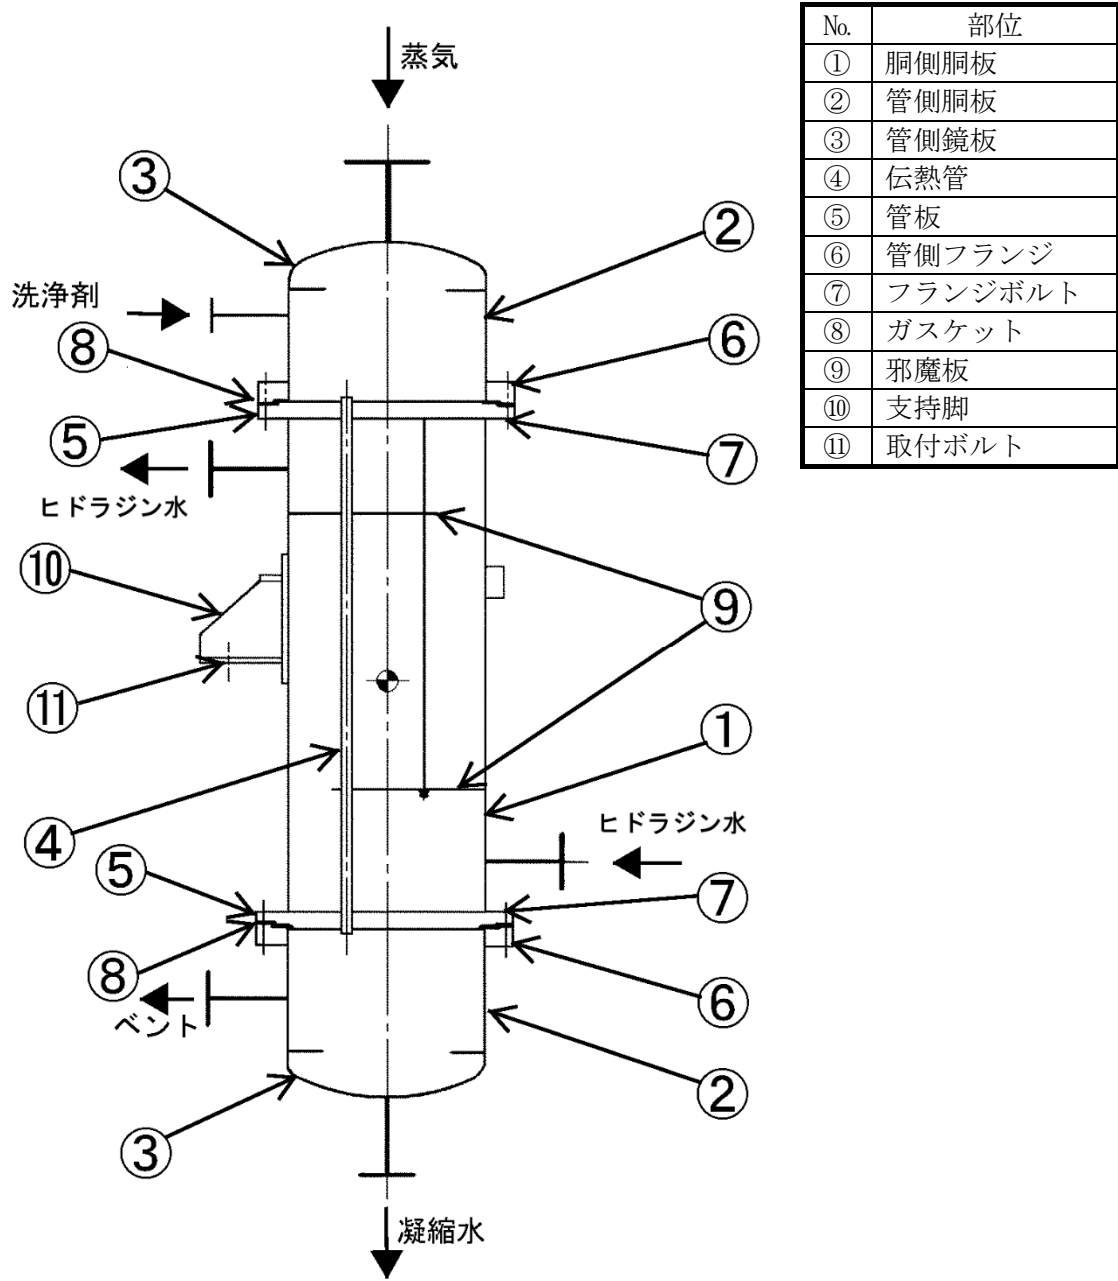 蒸気
③
②
洗浄剤
⑧
⑥
⑤
⑦
ヒドラジン水
⑩
⑨
⑪
①
④
ヒドラジン水
⑤
⑦
⑧
⑥
ベント
②
③
凝縮水
№ 部位
① 胴側胴板
② 管側胴板
③ 管側鏡板
④ 伝熱管
⑤ 管板
⑥ 管側フランジ
⑦ フランジボルト
⑧ ガスケット
⑨ 邪魔板
⑩ 支持脚
⑪ 取付ボルト